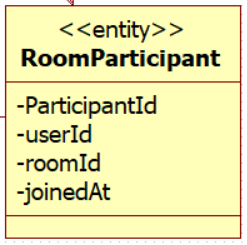 <<entity>>
RoomParticipant
-ParticipantId
-userId
-roomId
-joinedAt